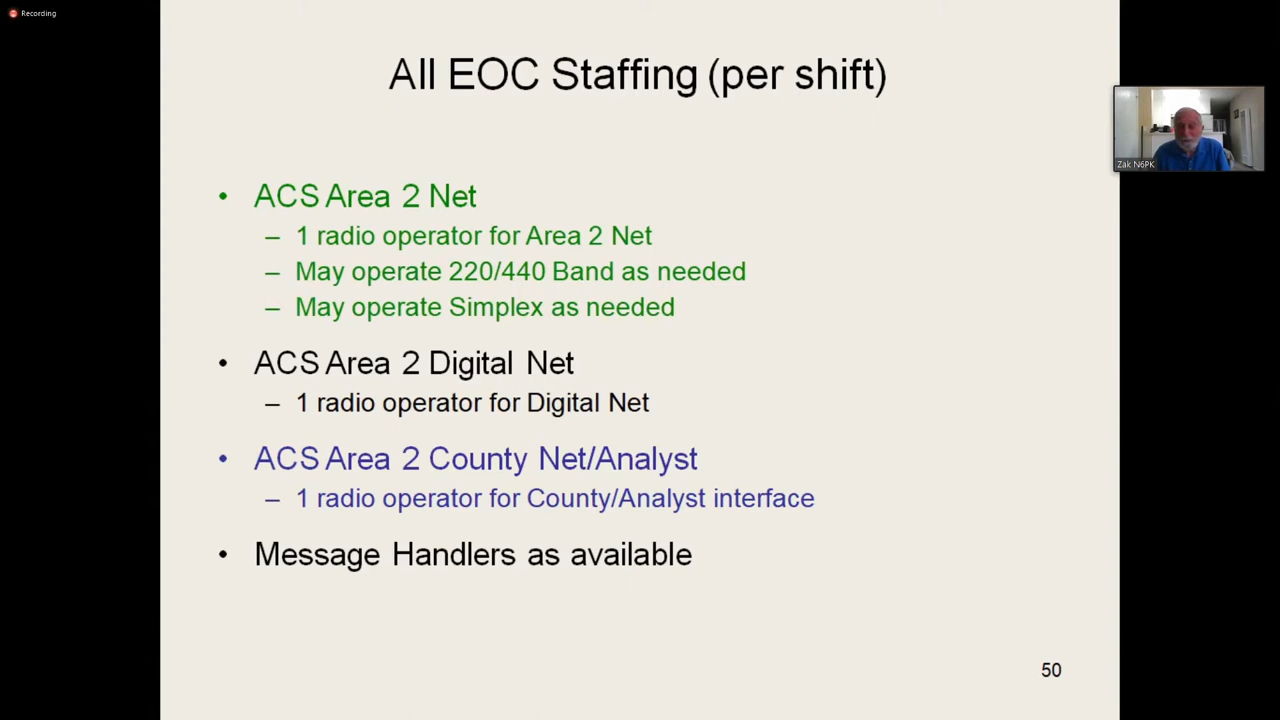 Recording
All EOC Staffing (per shift)
Zak N6PK
• ACS Area 2 Net
– 1 radio operator for Area 2 Net
– May operate 220/440 Band as needed
– May operate Simplex as needed
• ACS Area 2 Digital Net
– 1 radio operator for Digital Net
• ACS Area 2 County Net/Analyst
– 1 radio operator for County/Analyst interface
• Message Handlers as available
50